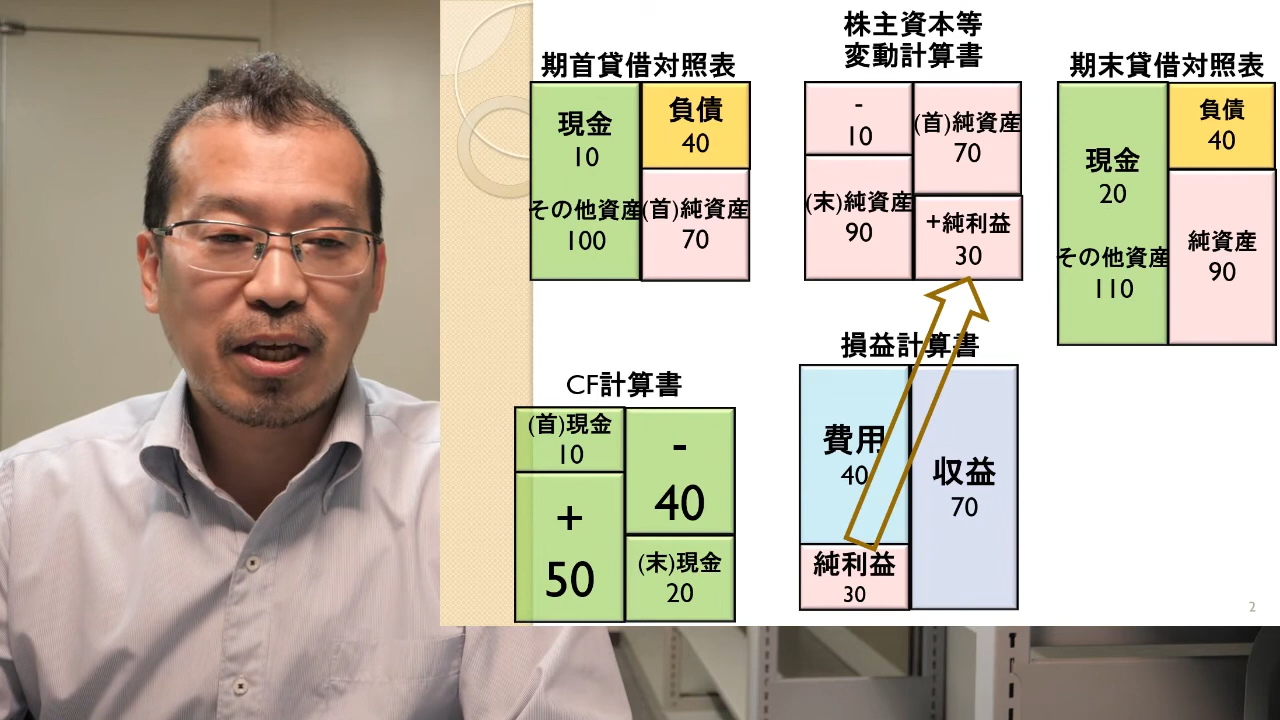 期首貸借対照表
現金
10
その他資産
100
負債
40
(首)純資産
70
株主資本等
変動計算書
-
10
(末)純資産
90
(首)純資産
70
+純利益
30
期末貸借対照表
現金
20
その他資産
110
負債
40
純資産
90
CF計算書
(首)現金
10
+
50
-
40
(末)現金
20
損益計算書
費用
40
純利益
30
収益
70
2